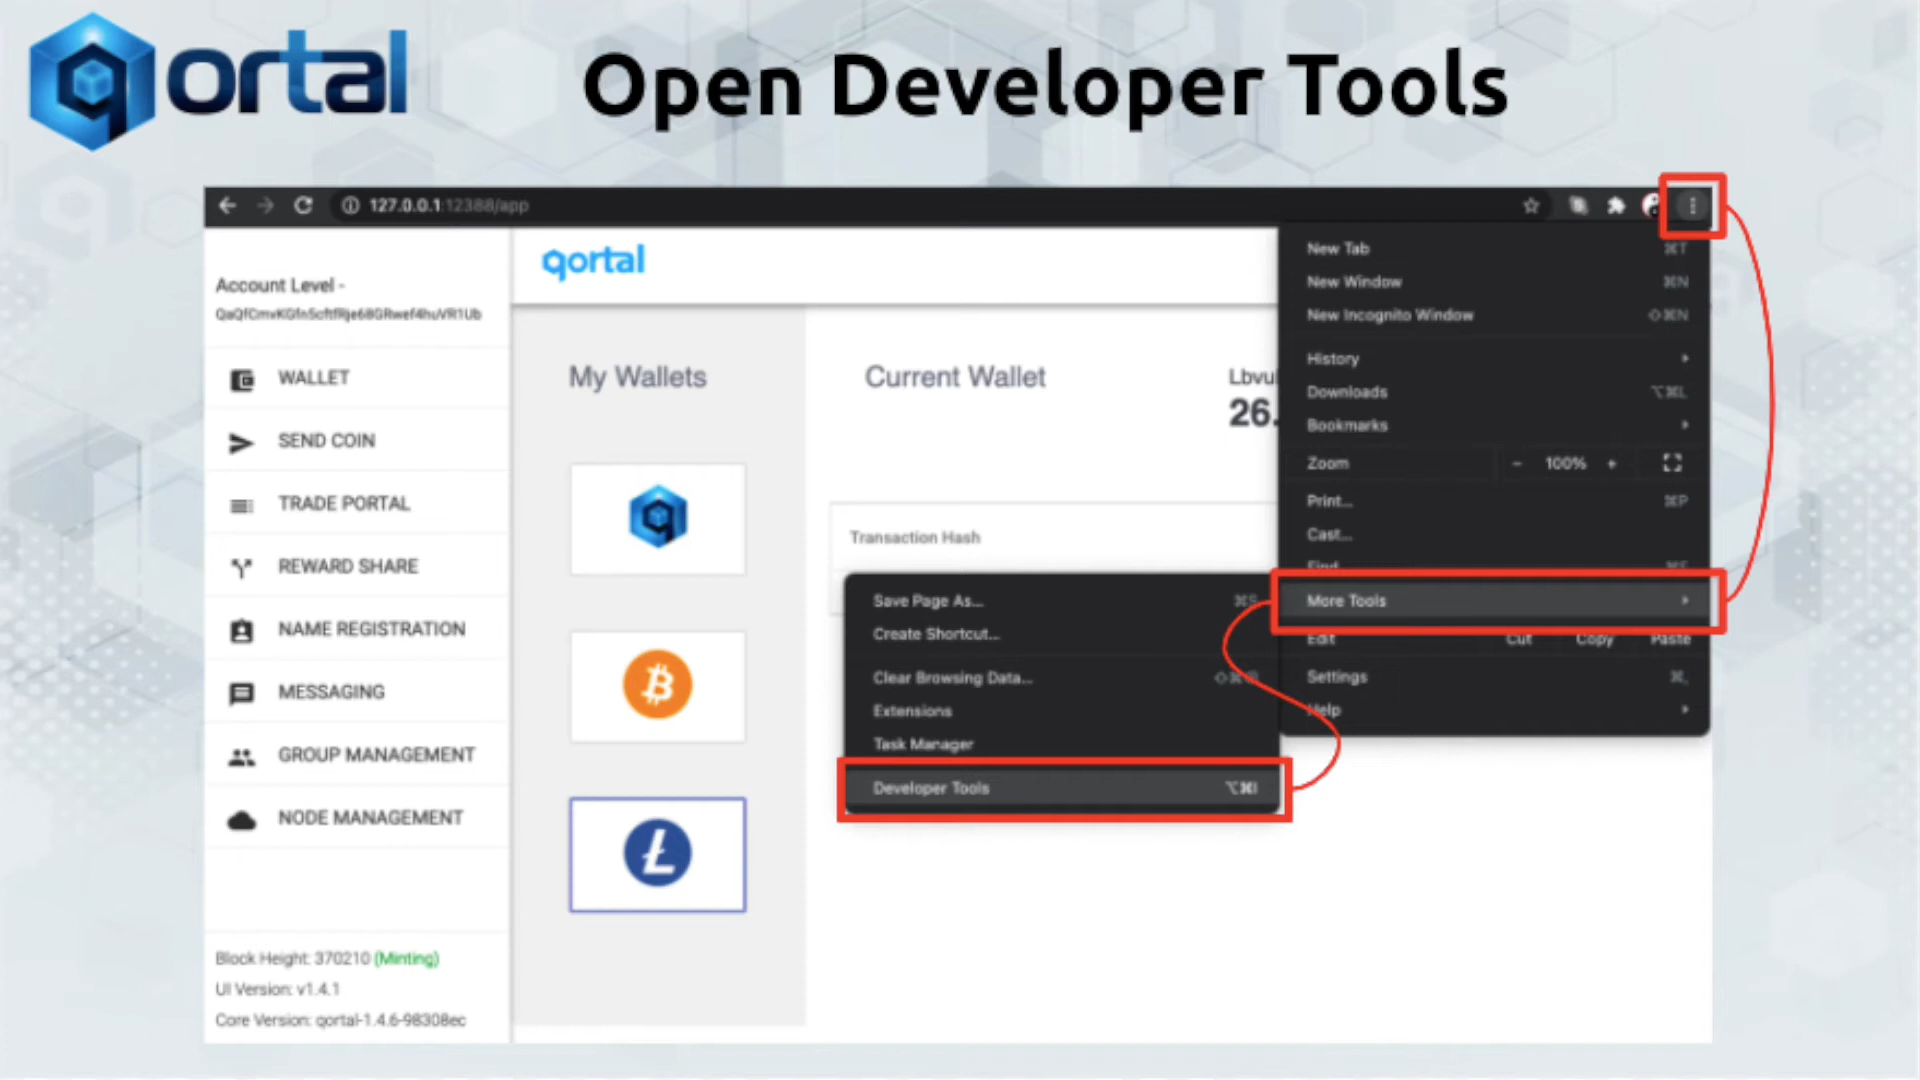 qortal
Open Developer Tools
127.0.0.1:12388/app
Account Level -
WALLET
SEND COIN
TRADE PORTAL
REWARD SHARE
NAME REGISTRATION
MESSAGING
GROUP MANAGEMENT
NODE MANAGEMENT
Block Height: 370210 (Minting)
UI Version: v1.4.1
Core Version: qortal-1.4.6-98308ec
qortal
My Wallets
Current Wallet
Lbvul
26.
Transaction Hash
New Tab ⌘T
New Window ⌘N
New Incognito Window ⇧⌘N
History
Downloads ⌥⌘L
Bookmarks
Zoom - 100% +
Print... ⌘P
Cast...
Find... ⌘F
More Tools
Edit Cut Copy Paste
Settings ⌘,
Help
Save Page As... ⌘S
Create Shortcut...
Clear Browsing Data...
Extensions
Task Manager
Developer Tools ⌥⌘I